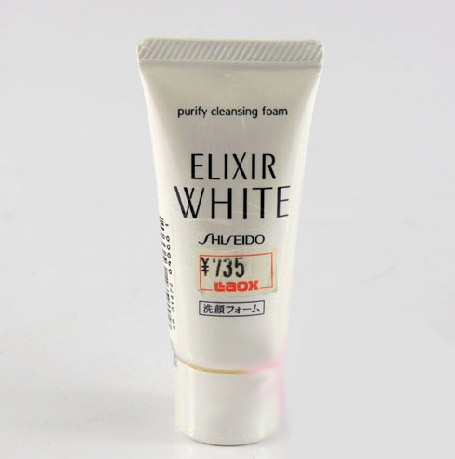 purify cleansing foam
ELIXIR
WHITE
SHISEIDO
¥735
Laox
洗顔フォーム